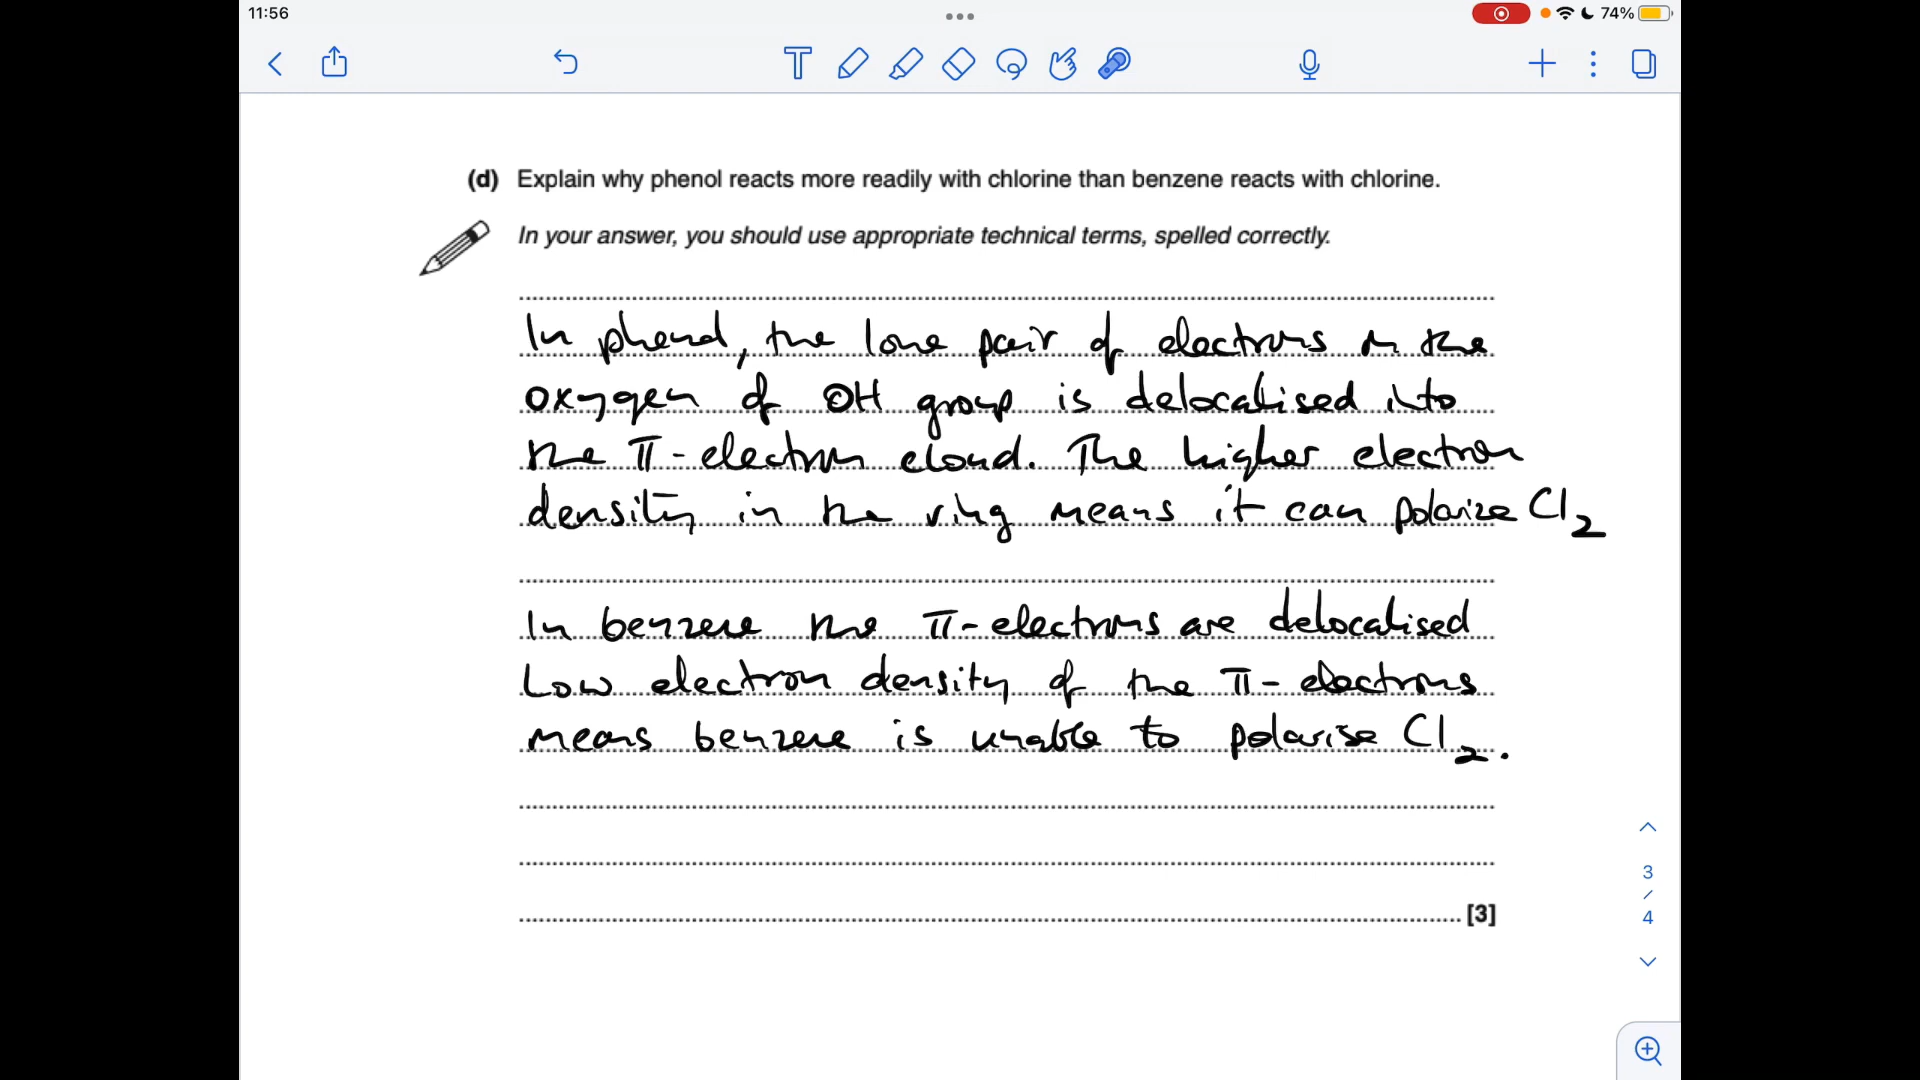 11:56
74%
(d) Explain why phenol reacts more readily with chlorine than benzene reacts with chlorine.
In your answer, you should use appropriate technical terms, spelled correctly.
In phenol, the lone pair of electrons on the
oxygen of OH group is delocalised into
the π-electron cloud. The higher electron
density in the ring means it can polarize Cl₂
In benzene the π-electrons are delocalised
Low electron density of the π-electrons
means benzene is unable to polarise Cl₂.
[3]
3
/
4